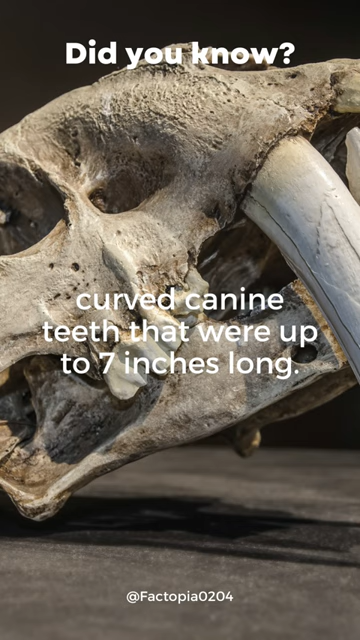 Did you know?
curved canine
teeth that were up
to 7 inches long.
@Factopia0204